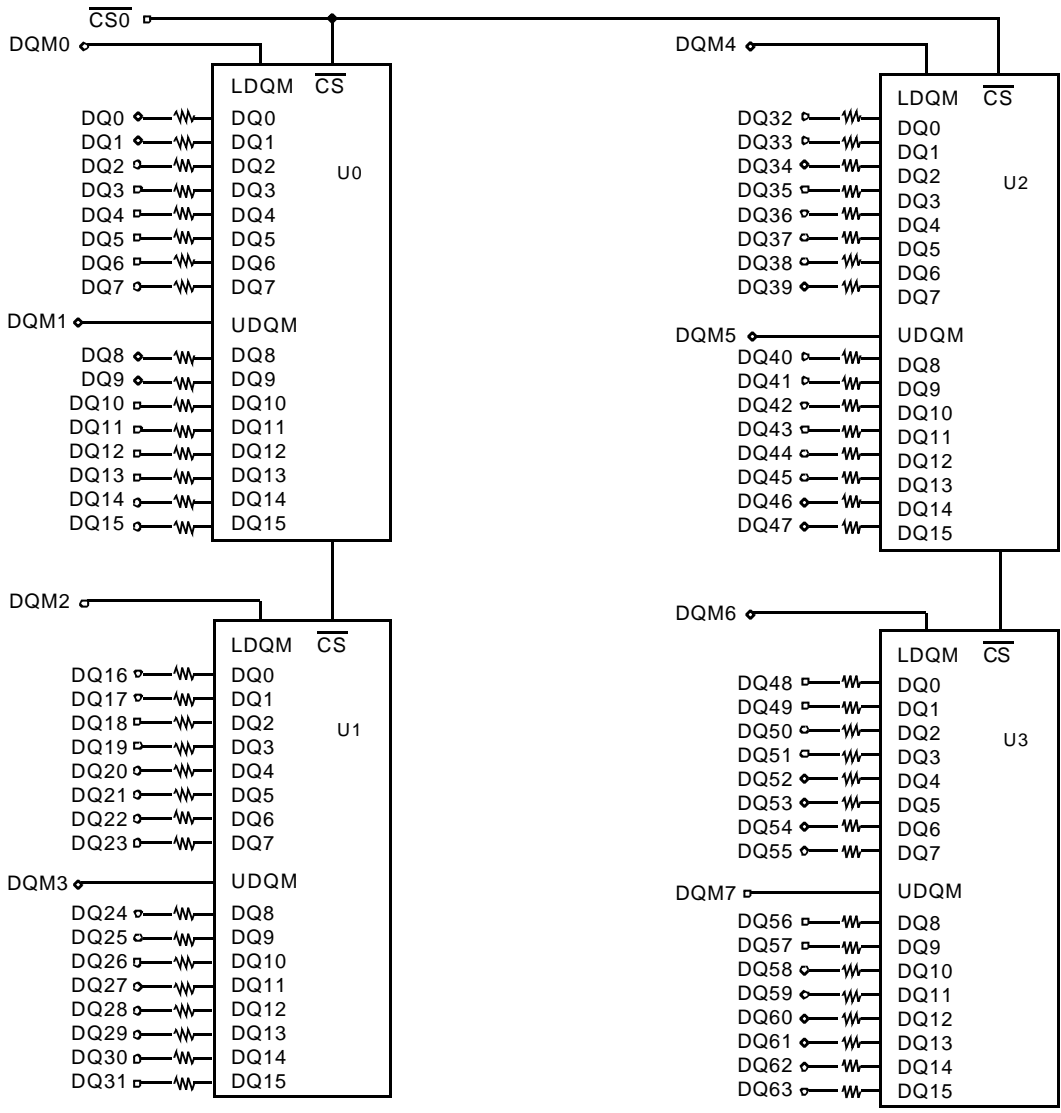 CS0
DQM0
LDQM CS
DQ0 DQ0
DQ1 DQ1
DQ2 DQ2
U0
DQ3 DQ3
DQ4 DQ4
DQ5 DQ5
DQ6 DQ6
DQ7 DQ7
DQM1 UDQM
DQ8 DQ8
DQ9 DQ9
DQ10 DQ10
DQ11 DQ11
DQ12 DQ12
DQ13 DQ13
DQ14 DQ14
DQ15 DQ15
DQM2
LDQM CS
DQ16 DQ0
DQ17 DQ1
DQ18 DQ2
U1
DQ19 DQ3
DQ20 DQ4
DQ21 DQ5
DQ22 DQ6
DQ23 DQ7
DQM3 UDQM
DQ24 DQ8
DQ25 DQ9
DQ26 DQ10
DQ27 DQ11
DQ28 DQ12
DQ29 DQ13
DQ30 DQ14
DQ31 DQ15
DQM4
LDQM CS
DQ32 DQ0
DQ33 DQ1
DQ34 DQ2
U2
DQ35 DQ3
DQ36 DQ4
DQ37 DQ5
DQ38 DQ6
DQ39 DQ7
DQM5 UDQM
DQ40 DQ8
DQ41 DQ9
DQ42 DQ10
DQ43 DQ11
DQ44 DQ12
DQ45 DQ13
DQ46 DQ14
DQ47 DQ15
DQM6
LDQM CS
DQ48 DQ0
DQ49 DQ1
DQ50 DQ2
U3
DQ51 DQ3
DQ52 DQ4
DQ53 DQ5
DQ54 DQ6
DQ55 DQ7
DQM7 UDQM
DQ56 DQ8
DQ57 DQ9
DQ58 DQ10
DQ59 DQ11
DQ60 DQ12
DQ61 DQ13
DQ62 DQ14
DQ63 DQ15